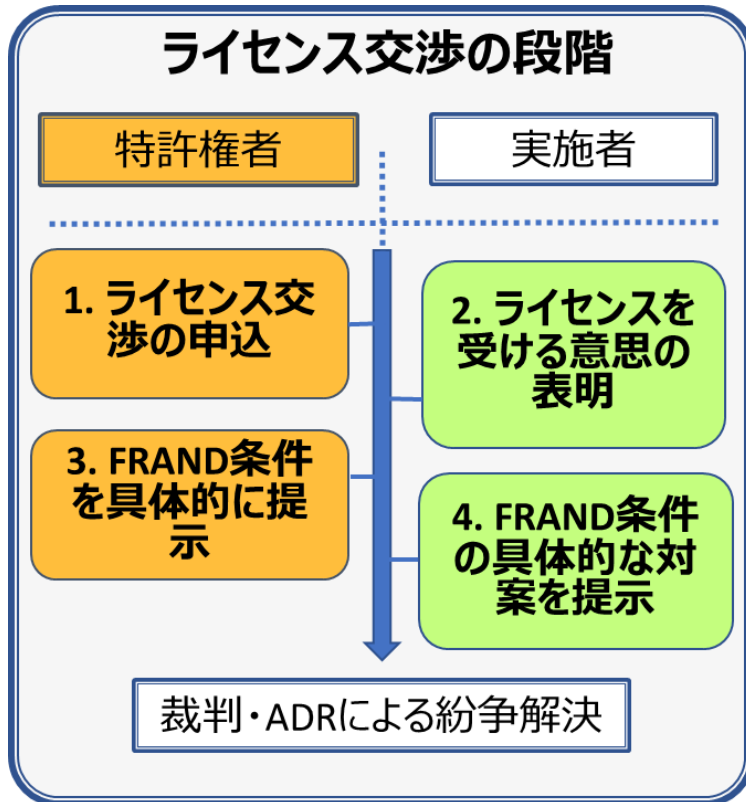 ライセンス交渉の段階
特許権者
実施者
1. ライセンス交
渉の申込
2. ライセンスを
受ける意思の
表明
3. FRAND条件
を具体的に提
示
4. FRAND条件
の具体的な対
案を提示
裁判・ADRによる紛争解決